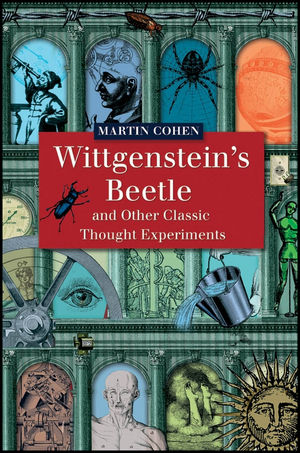 MARTIN COHEN
Wittgenstein's
Beetle
and Other Classic
Thought Experiments